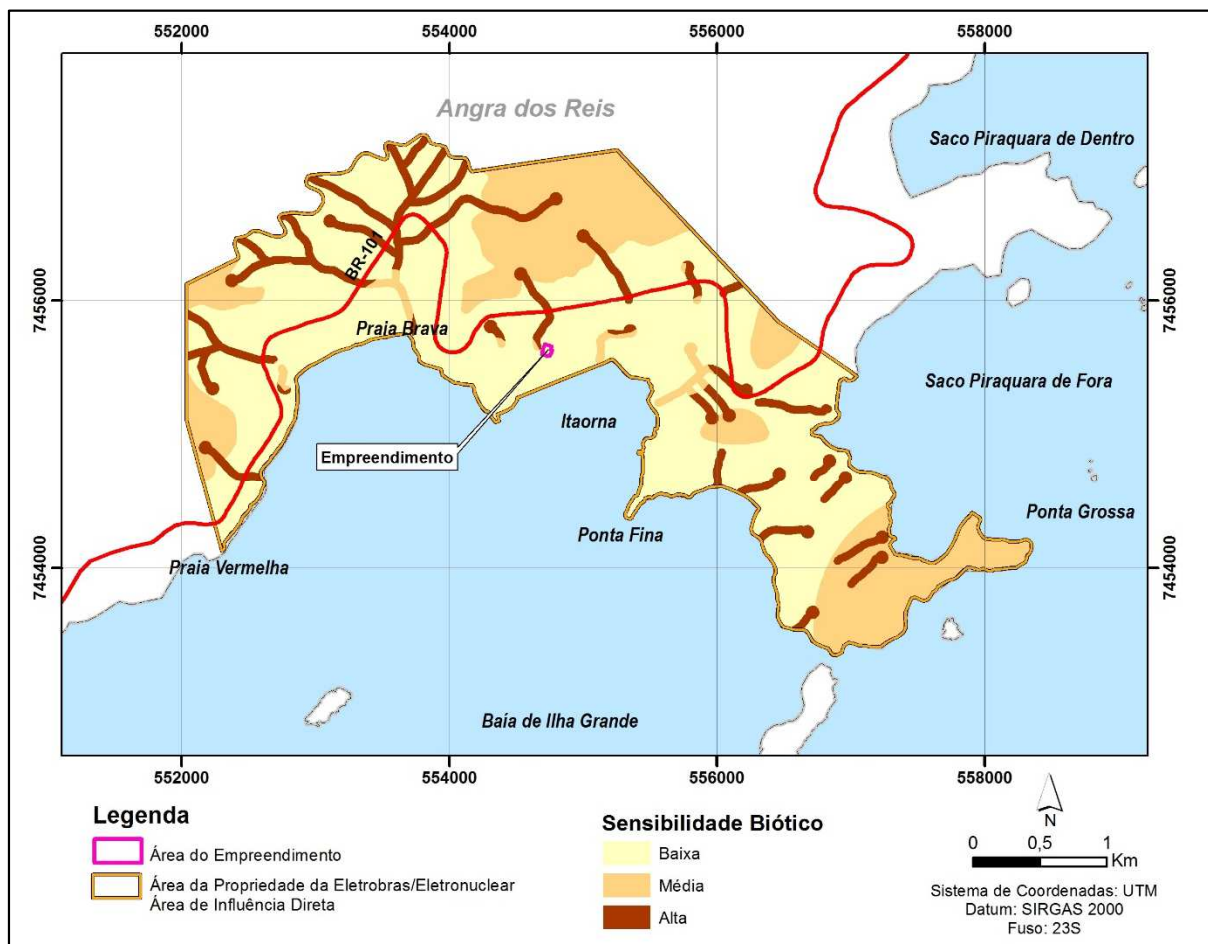 552000
554000
556000
558000
Angra dos Reis
Saco Piraquara de Dentro
BR-101
7456000
7456000
Praia Brava
Saco Piraquara de Fora
Itaorna
Empreendimento
Ponta Grossa
Ponta Fina
7454000
7454000
Praia Vermelha
Baia de Ilha Grande
552000
554000
556000
558000
Legenda
Área do Empreendimento
Área da Propriedade da Eletrobras/Eletronuclear
Área de Influência Direta
Sensibilidade Biótico
Baixa
Média
Alta
N
0 0,5 1
Km
Sistema de Coordenadas: UTM
Datum: SIRGAS 2000
Fuso: 23S